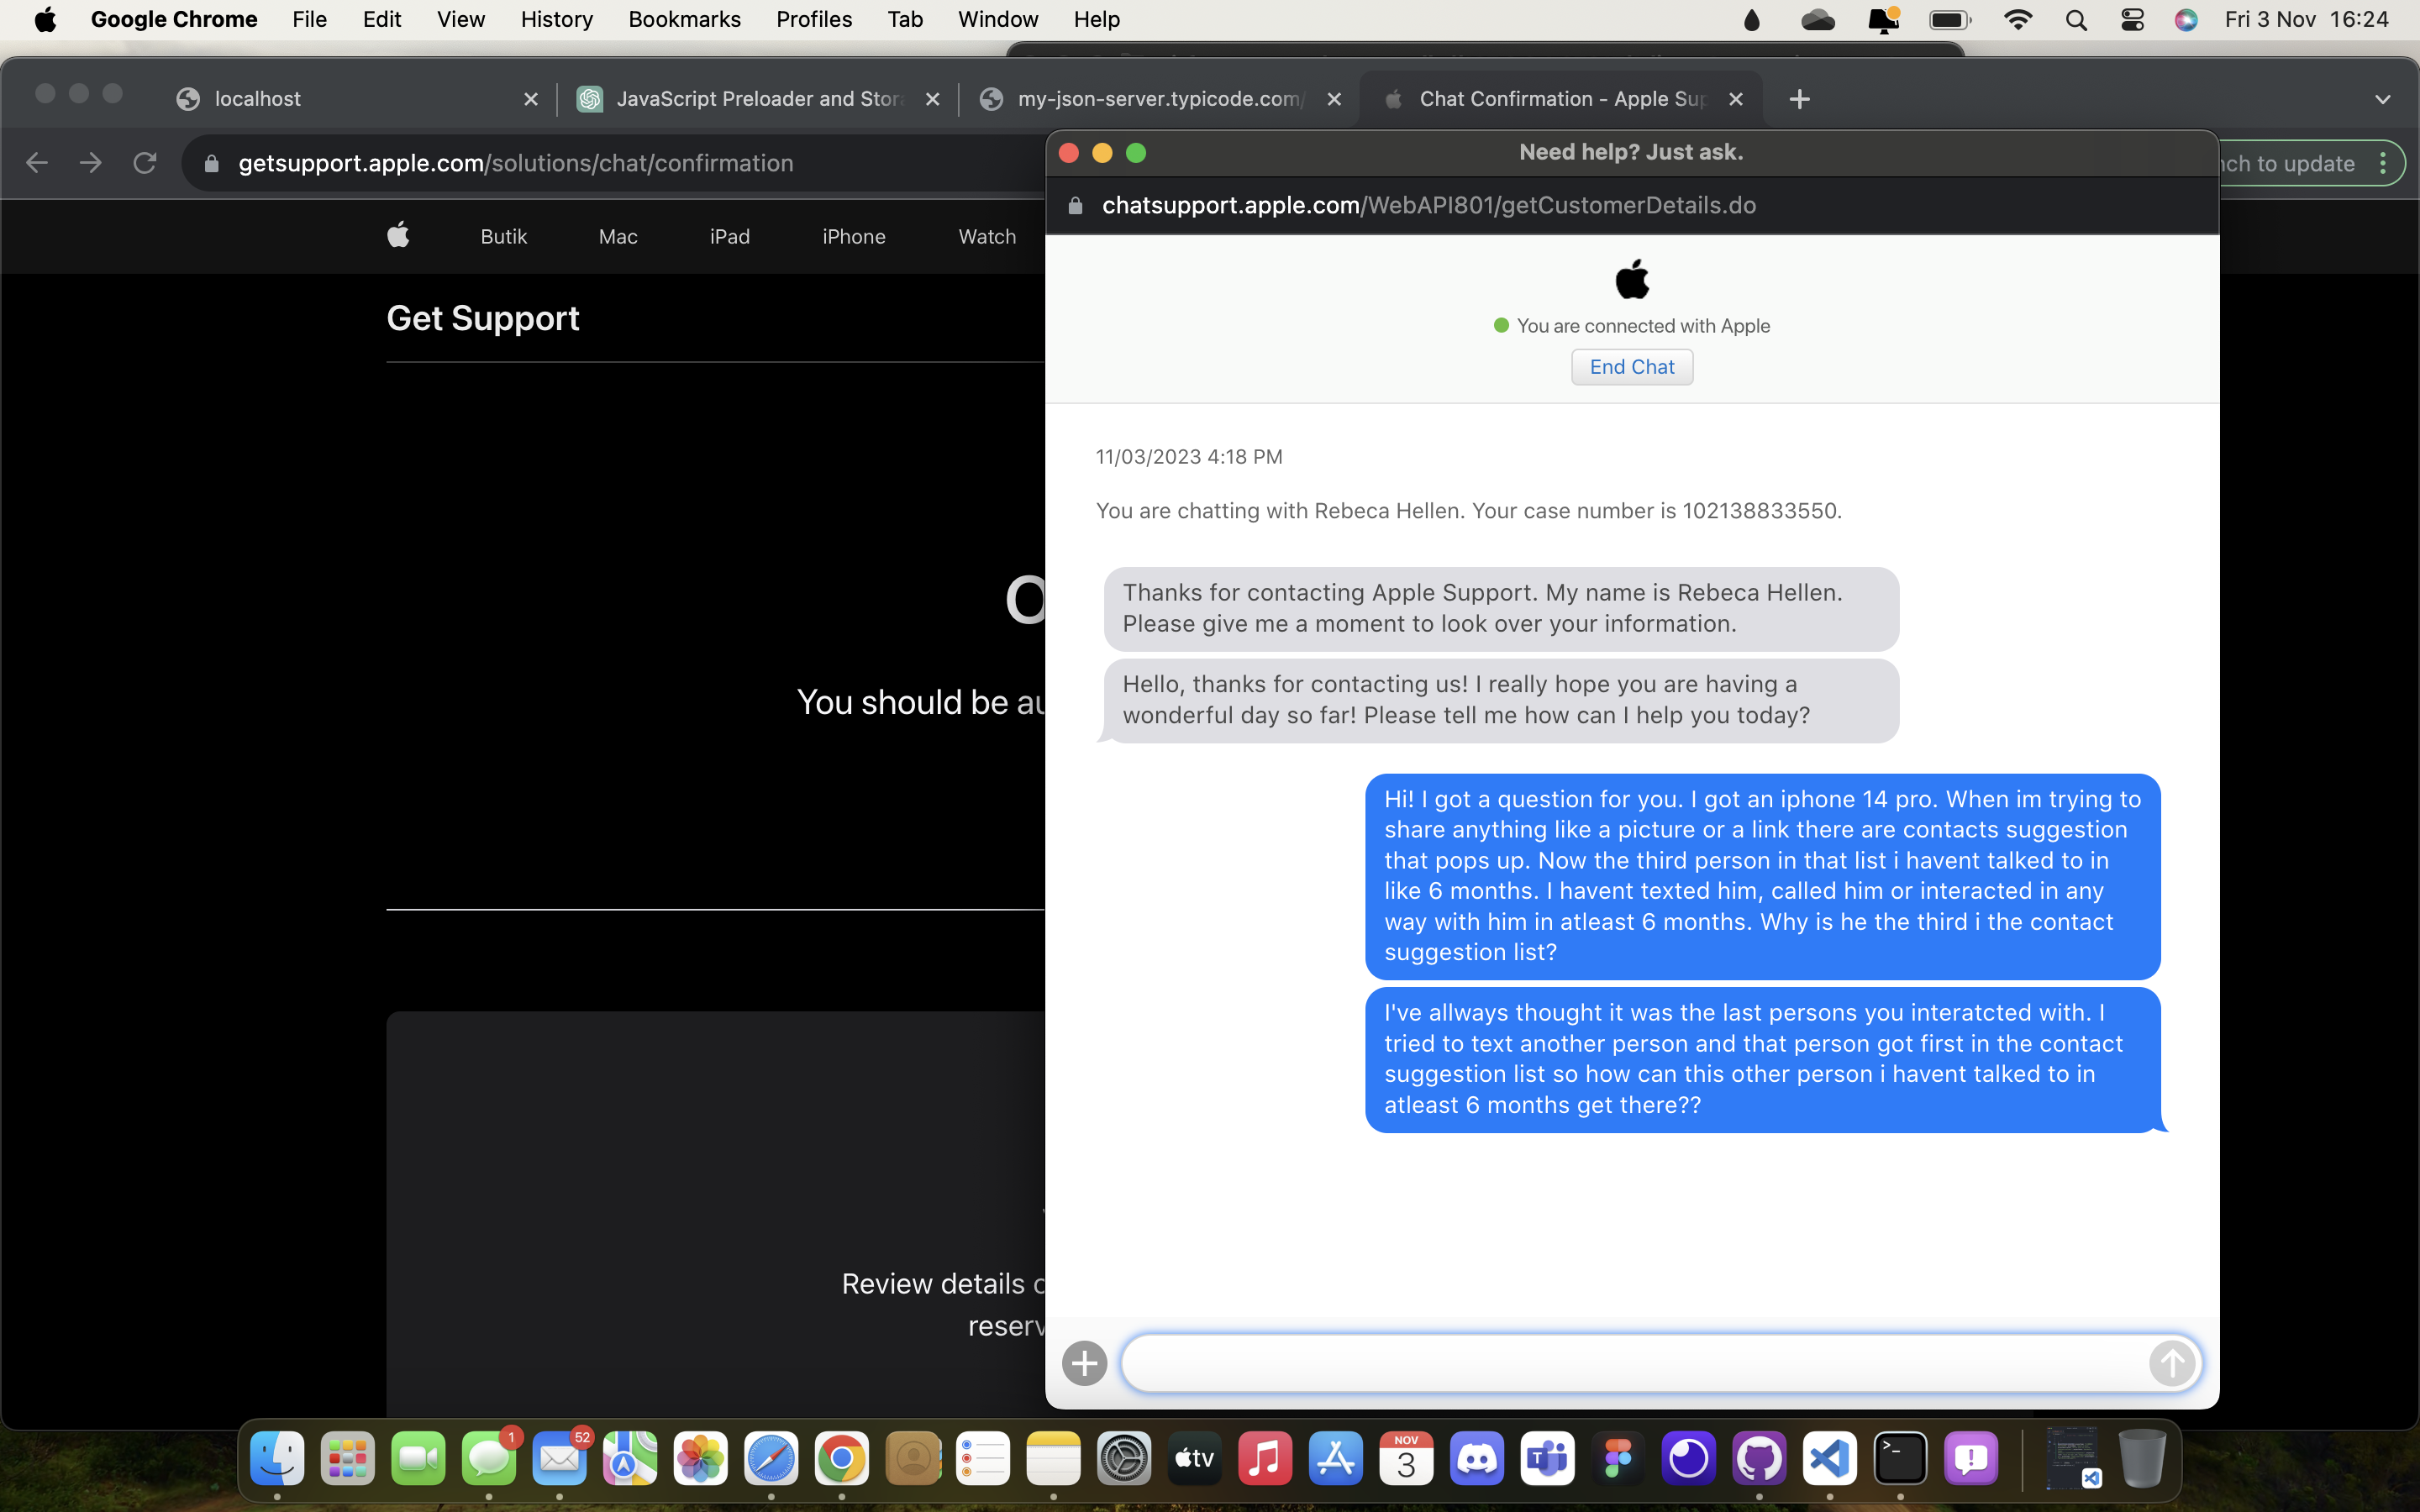 Google Chrome File Edit View History Bookmarks Profiles Tab Window Help Fri 3 Nov 16:24
localhost JavaScript Preloader and Stor my-json-server.typicode.com/ Chat Confirmation - Apple Sup
getsupport.apple.com/solutions/chat/confirmation
to update
Need help? Just ask.
chatsupport.apple.com/WebAPI801/getCustomerDetails.do
Butik Mac iPad iPhone Watch
Get Support
You are connected with Apple
End Chat
11/03/2023 4:18 PM
You are chatting with Rebeca Hellen. Your case number is 102138833550.
Thanks for contacting Apple Support. My name is Rebeca Hellen.
Please give me a moment to look over your information.
Hello, thanks for contacting us! I really hope you are having a
wonderful day so far! Please tell me how can I help you today?
You should be
Hi! I got a question for you. I got an iphone 14 pro. When im trying to
share anything like a picture or a link there are contacts suggestion
that pops up. Now the third person in that list i havent talked to in
like 6 months. I havent texted him, called him or interacted in any
way with him in atleast 6 months. Why is he the third i the contact
suggestion list?
I've allways thought it was the last persons you interatcted with. I
tried to text another person and that person got first in the contact
suggestion list so how can this other person i havent talked to in
atleast 6 months get there??
Review details
reserv
1
52
tv
NOV
3